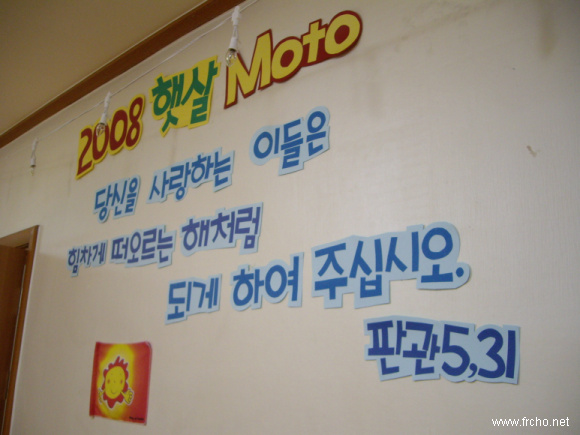 2008 햇살 Moto
당신을 사랑하는 이들은
힘차게 떠오르는 해처럼
되게 하여 주십시오.
판관5,31
www.frcho.net